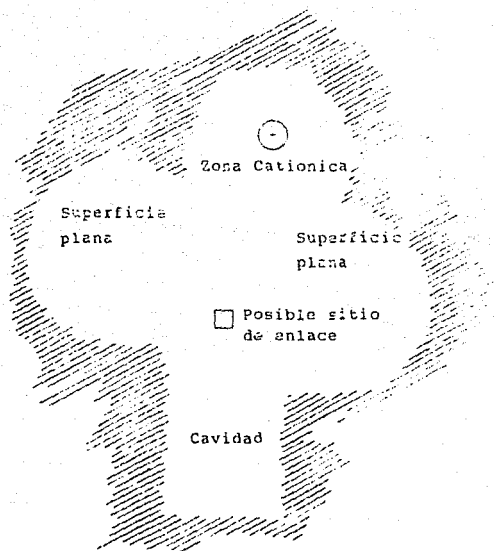 -
Zona Cationica
Superficie
plana
Superficie
plana
Posible sitio
de enlace
Cavidad